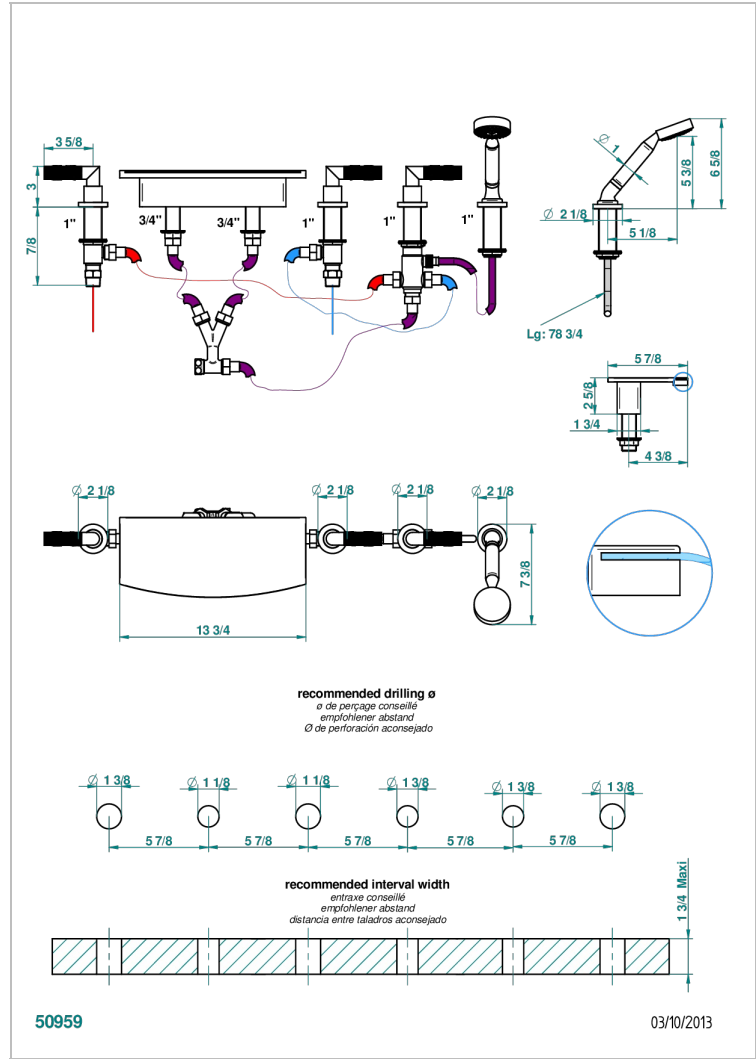 3 5/8
3
7/8
1"
3/4"
3/4"
1"
1"
1"
Ø 1
5 3/8
6 5/8
Ø 2 1/8
5 1/8
Lg: 78 3/4
5 7/8
2 5/8
1 3/4
4 3/8
Ø 2 1/8
Ø 2 1/8
Ø 2 1/8
Ø 2 1/8
7 3/8
13 3/4
recommended drilling ø
ø de perçage conseillé
empfohlener abstand
Ø de perforación aconsejado
Ø 1 3/8
Ø 1 1/8
Ø 1 1/8
Ø 1 3/8
Ø 1 3/8
Ø 1 3/8
5 7/8
5 7/8
5 7/8
5 7/8
5 7/8
recommended interval width
entraxe conseillé
empfohlener abstand
distancia entre taladros aconsejado
1 3/4 Maxi
50959
03/10/2013